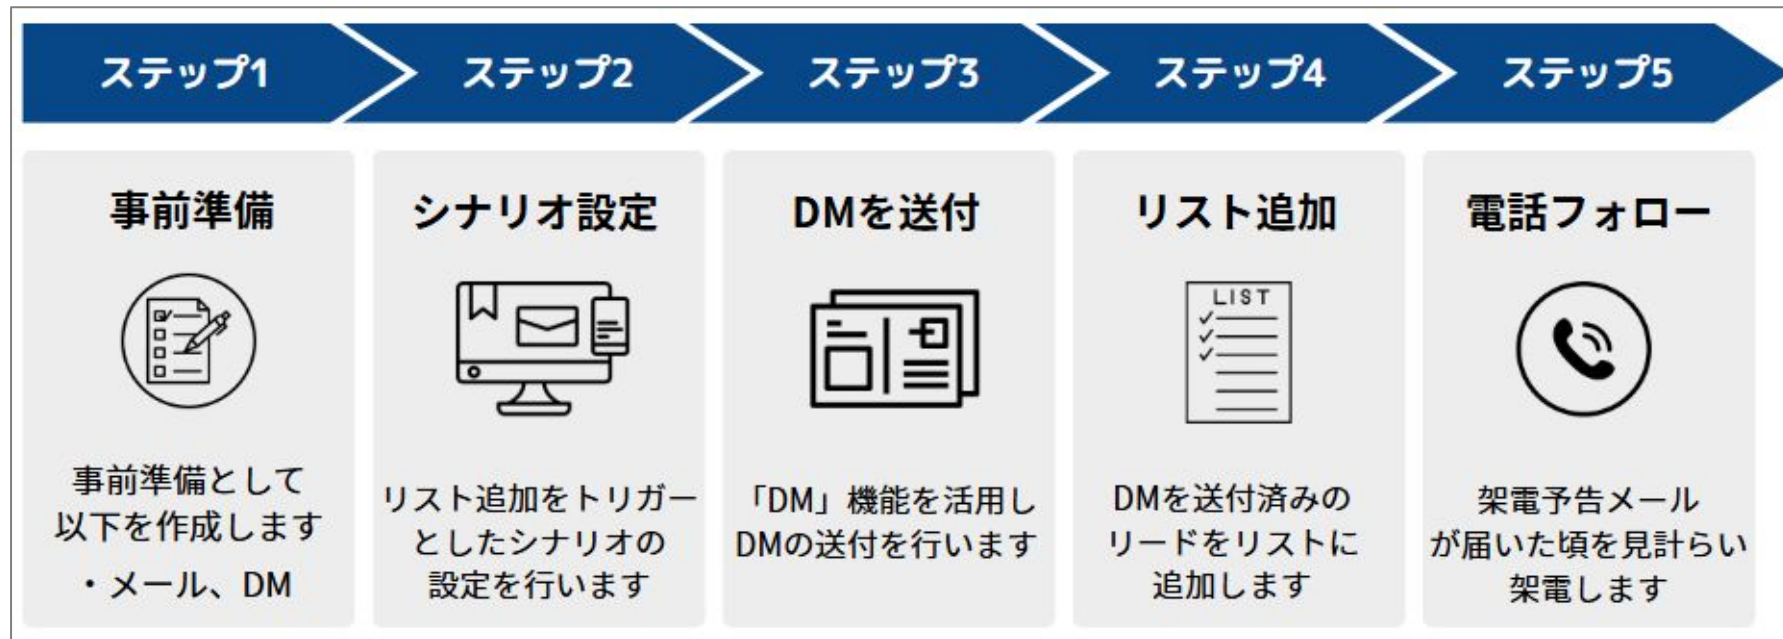 ステップ1
ステップ2
ステップ3
ステップ4
ステップ5
事前準備
事前準備として
以下を作成します
・メール、DM
シナリオ設定
リスト追加をトリガー
としたシナリオの
設定を行います
DMを送付
「DM」機能を活用し
DMの送付を行います
リスト追加
LIST
DMを送付済みの
リードをリストに
追加します
電話フォロー
架電予告メール
が届いた頃を見計らい
架電します